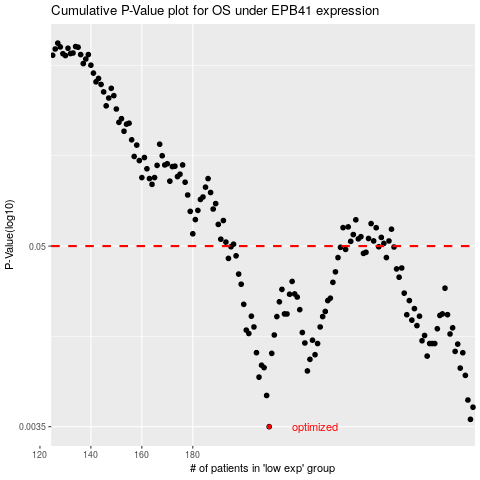 Cumulative P-Value plot for OS under EPB41 expression
P-Value(log10)
0.05
0.0035
optimized
120 140 160 180
# of patients in 'low exp' group